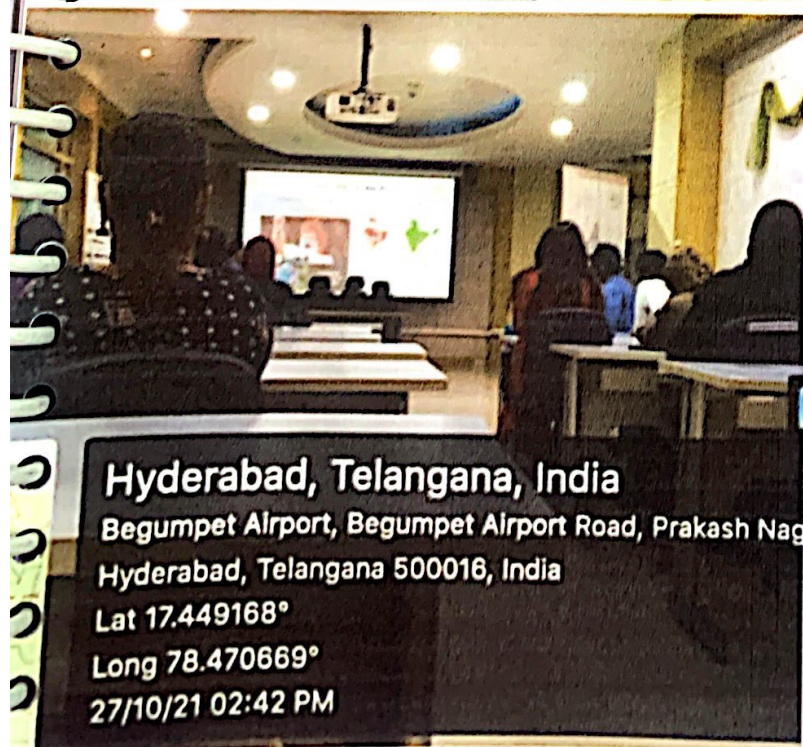 Hyderabad, Telangana, India
Begumpet Airport, Begumpet Airport Road, Prakash Nag
Hyderabad, Telangana 500016, India
Lat 17.449168°
Long 78.470669°
27/10/21 02:42 PM